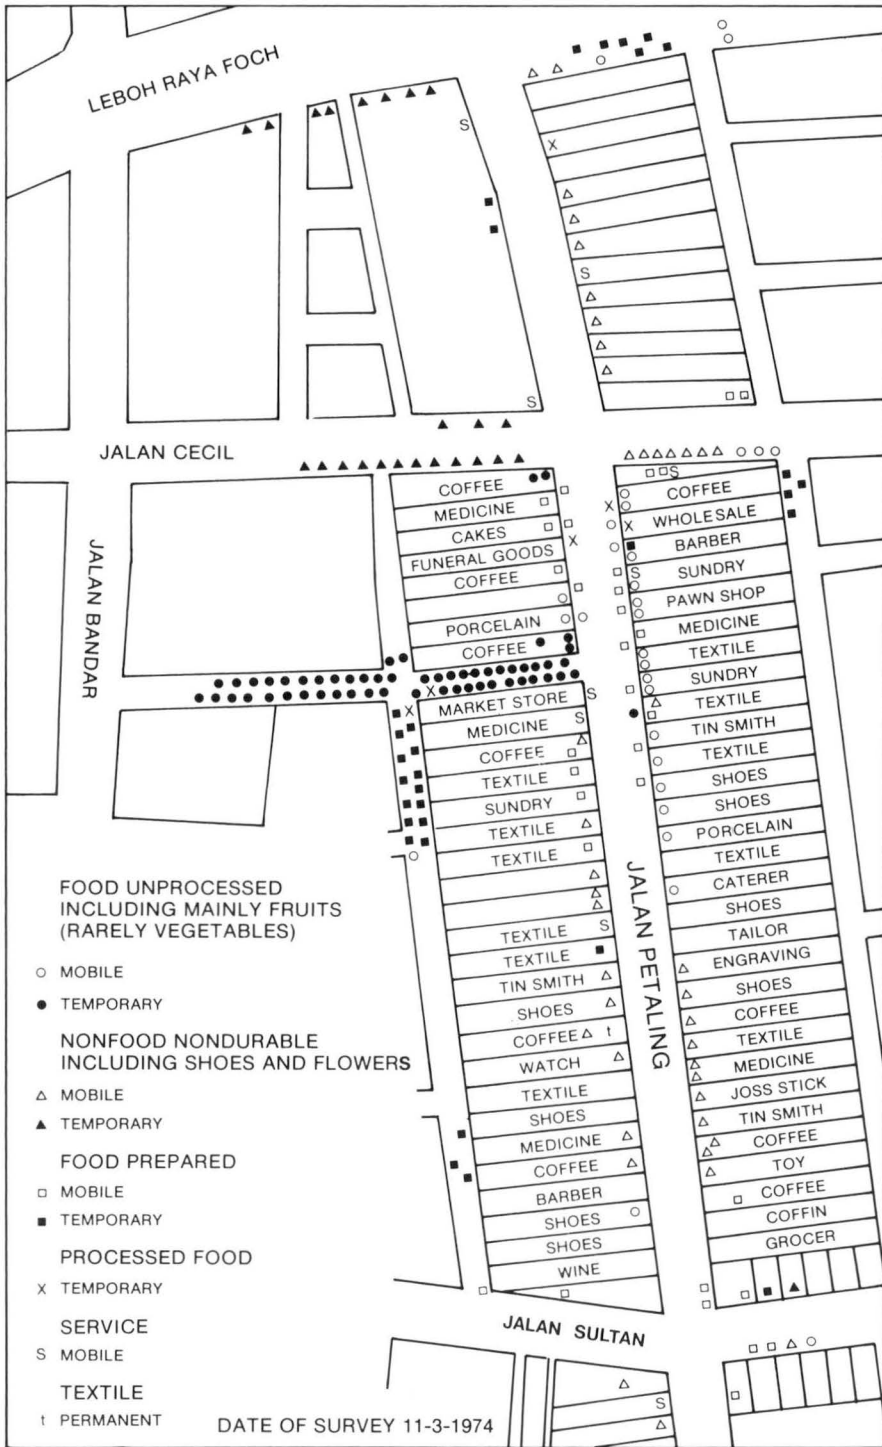 LEBOH RAYA FOCH
JALAN CECIL
JALAN BANDAR
COFFEE
MEDICINE
CAKES
FUNERAL GOODS
COFFEE
PORCELAIN
COFFEE
MARKET STORE
MEDICINE
COFFEE
TEXTILE
SUNDRY
TEXTILE
TEXTILE
TEXTILE
TEXTILE
TIN SMITH
SHOES
COFFEE t
WATCH
TEXTILE
SHOES
MEDICINE
COFFEE
BARBER
SHOES
SHOES
WINE
JALAN PETALING
COFFEE
WHOLESALE
BARBER
SUNDRY
PAWN SHOP
MEDICINE
TEXTILE
SUNDRY
TEXTILE
TIN SMITH
TEXTILE
SHOES
SHOES
PORCELAIN
TEXTILE
CATERER
SHOES
TAILOR
ENGRAVING
SHOES
COFFEE
TEXTILE
MEDICINE
JOSS STICK
TIN SMITH
COFFEE
TOY
COFFEE
COFFIN
GROCER
JALAN SULTAN
FOOD UNPROCESSED
INCLUDING MAINLY FRUITS
(RARELY VEGETABLES)
○ MOBILE
● TEMPORARY
NONFOOD NONDURABLE
INCLUDING SHOES AND FLOWERS
△ MOBILE
▲ TEMPORARY
FOOD PREPARED
□ MOBILE
■ TEMPORARY
PROCESSED FOOD
X TEMPORARY
SERVICE
S MOBILE
TEXTILE
t PERMANENT
DATE OF SURVEY 11-3-1974